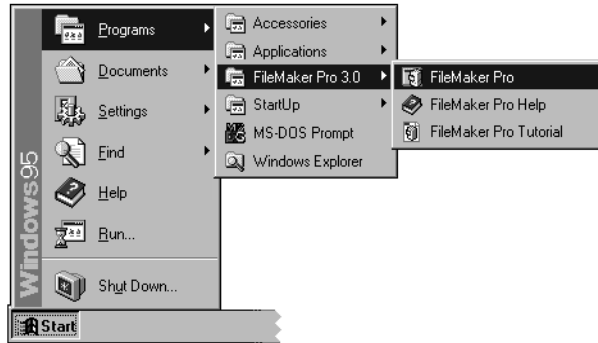 Programs
Documents
Settings
Find
Help
Run...
Shut Down...
Windows95
Start
Accessories
Applications
FileMaker Pro 3.0
StartUp
MS-DOS Prompt
Windows Explorer
FileMaker Pro
FileMaker Pro Help
FileMaker Pro Tutorial